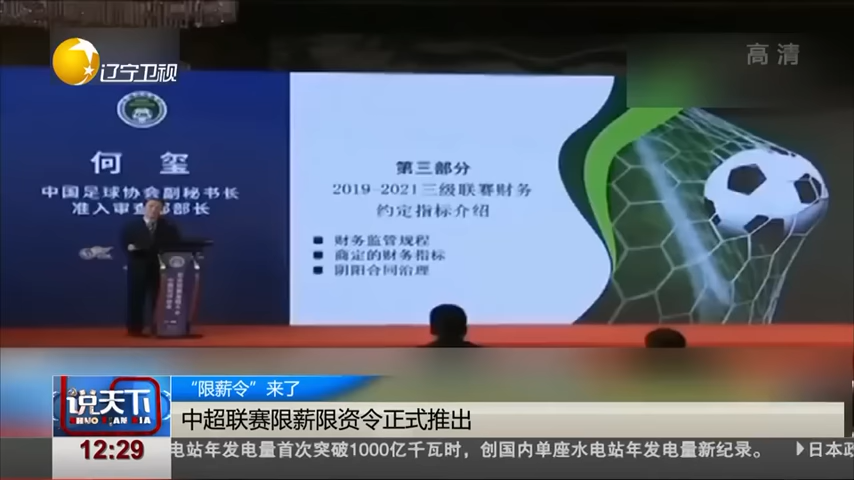 辽宁卫视
高清
何 玺
中国足球协会副秘书长
准入审查部部长
第三部分
2019-2021三级联赛财务
约定指标介绍
■ 财务监管规程
■ 商定的财务指标
■ 阴阳合同治理
“限薪令”来了
说天下
SHUO TIAN XIA
中超联赛限薪限资令正式推出
12:29
电站年发电量首次突破1000亿千瓦时，创国内单座水电站年发电量新纪录。 ▶日本政